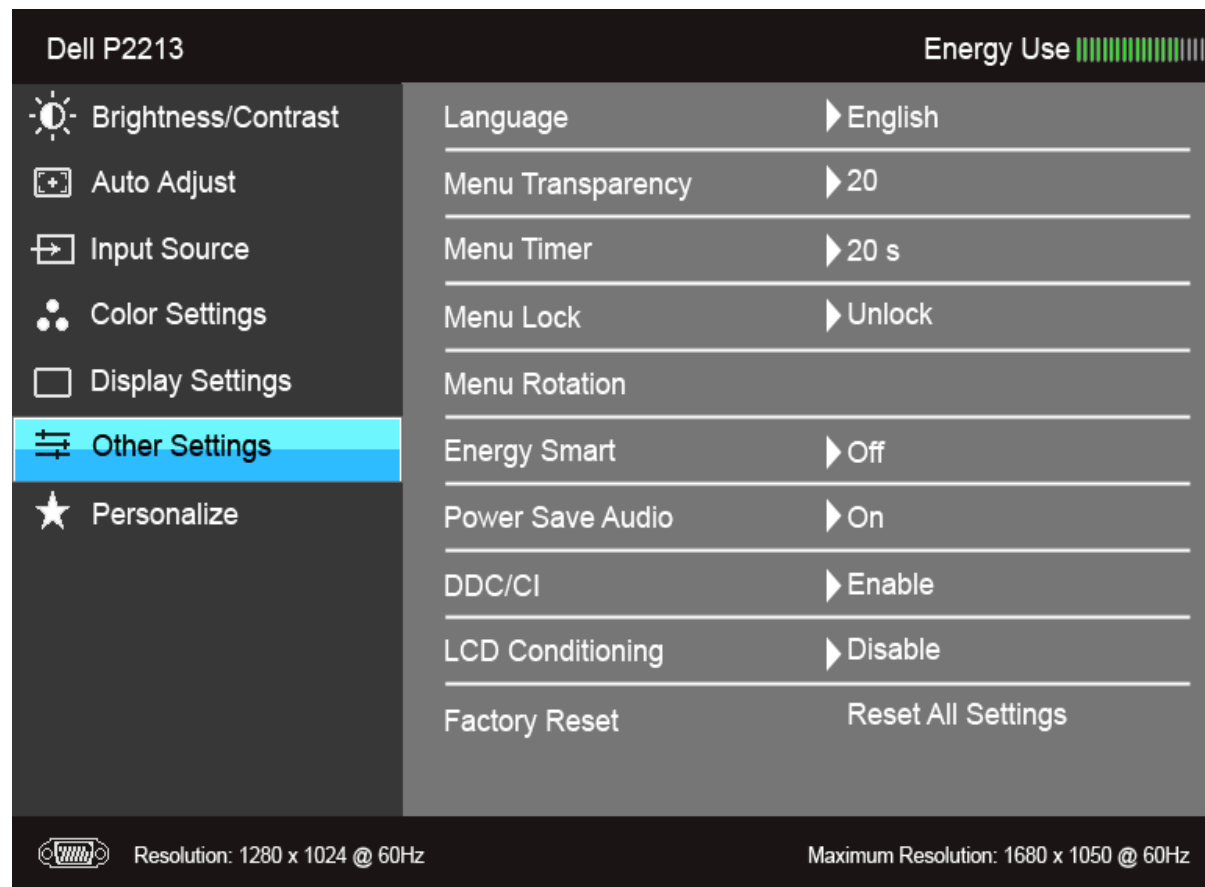 Dell P2213
Energy Use
Brightness/Contrast
Auto Adjust
Input Source
Color Settings
Display Settings
Other Settings
Personalize
Language English
Menu Transparency 20
Menu Timer 20 s
Menu Lock Unlock
Menu Rotation
Energy Smart Off
Power Save Audio On
DDC/CI Enable
LCD Conditioning Disable
Factory Reset Reset All Settings
Resolution: 1280 x 1024 @ 60Hz
Maximum Resolution: 1680 x 1050 @ 60Hz